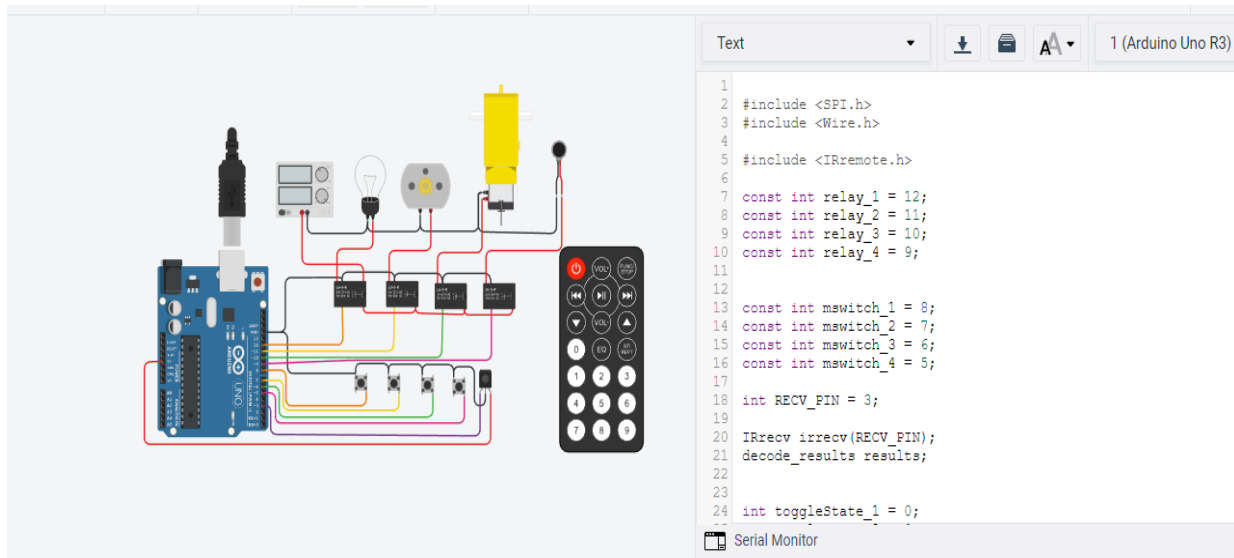 Text
1 (Arduino Uno R3)
1
2 #include <SPI.h>
3 #include <Wire.h>
4
5 #include <IRremote.h>
6
7 const int relay_1 = 12;
8 const int relay_2 = 11;
9 const int relay_3 = 10;
10 const int relay_4 = 9;
11
12
13 const int mswitch_1 = 8;
14 const int mswitch_2 = 7;
15 const int mswitch_3 = 6;
16 const int mswitch_4 = 5;
17
18 int RECV_PIN = 3;
19
20 IRrecv irrecv(RECV_PIN);
21 decode_results results;
22
23
24 int toggleState_1 = 0;
Serial Monitor
VOL+
FUNC/
STOP
VOL-
0
EQ
ST/
REPT
1 2 3
4 5 6
7 8 9
UNO
ARDUINO